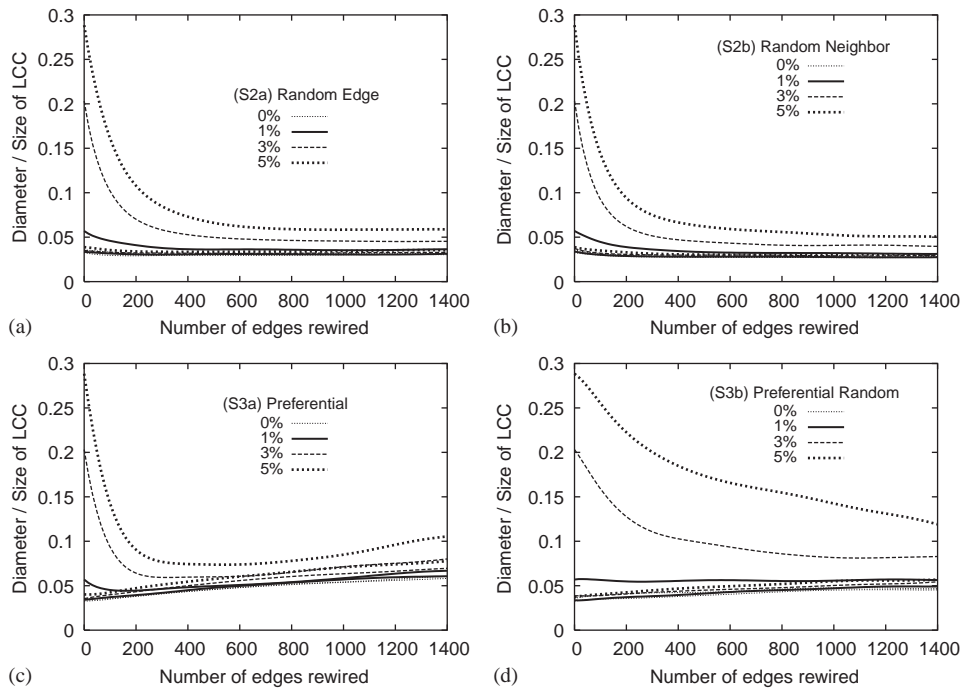 0.3
0.25
0.2
0.15
0.1
0.05
0
Diameter / Size of LCC
(S2a) Random Edge
0%
1%
3%
5%
0 200 400 600 800 1000 1200 1400
(a)
Number of edges rewired
0.3
0.25
0.2
0.15
0.1
0.05
0
Diameter / Size of LCC
(S2b) Random Neighbor
0%
1%
3%
5%
0 200 400 600 800 1000 1200 1400
(b)
Number of edges rewired
0.3
0.25
0.2
0.15
0.1
0.05
0
Diameter / Size of LCC
(S3a) Preferential
0%
1%
3%
5%
0 200 400 600 800 1000 1200 1400
(c)
Number of edges rewired
0.3
0.25
0.2
0.15
0.1
0.05
0
Diameter / Size of LCC
(S3b) Preferential Random
0%
1%
3%
5%
0 200 400 600 800 1000 1200 1400
(d)
Number of edges rewired